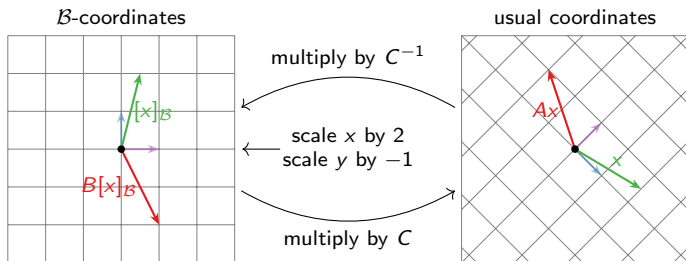 ℬ-coordinates
usual coordinates
multiply by C⁻¹
[x]ℬ
Ax
scale x by 2
scale y by −1
x
B[x]ℬ
multiply by C